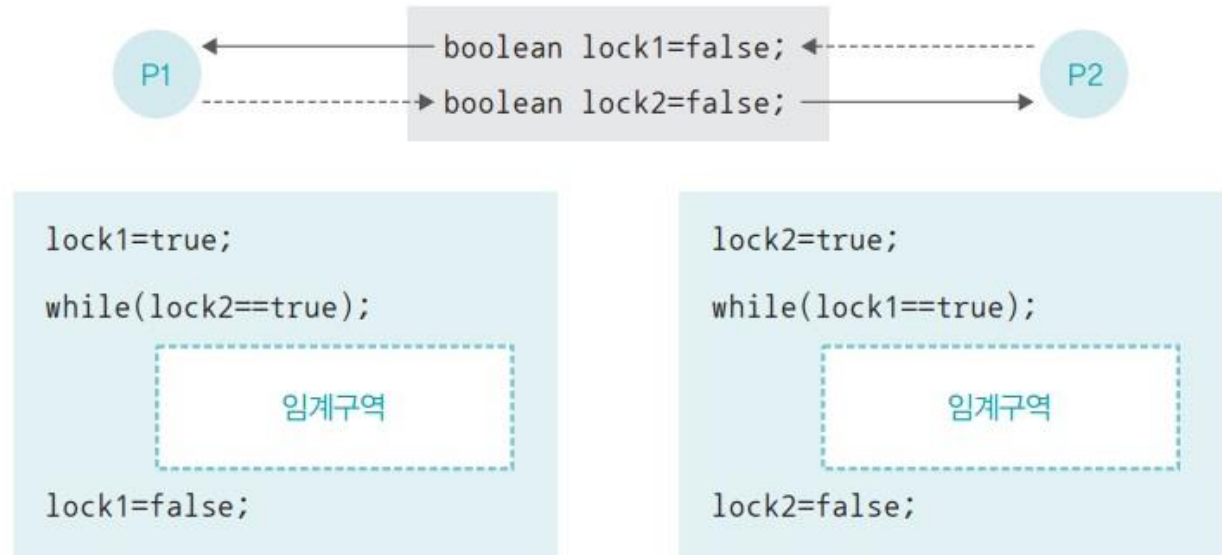 P1
boolean lock1=false;
boolean lock2=false;
P2
lock1=true;
while(lock2==true);
임계구역
lock1=false;
lock2=true;
while(lock1==true);
임계구역
lock2=false;